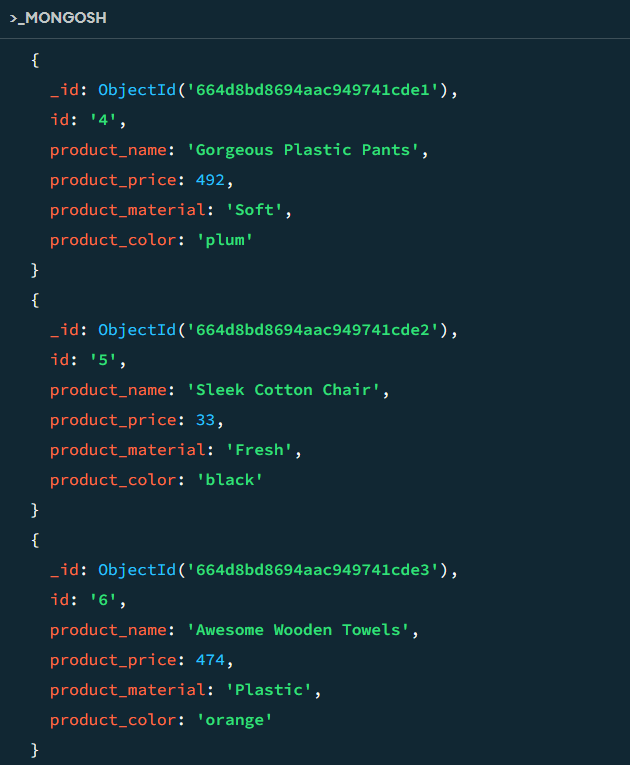 >_MONGOSH
{
_id: ObjectId('664d8bd8694aac949741cde1'),
id: '4',
product_name: 'Gorgeous Plastic Pants',
product_price: 492,
product_material: 'Soft',
product_color: 'plum'
}
{
_id: ObjectId('664d8bd8694aac949741cde2'),
id: '5',
product_name: 'Sleek Cotton Chair',
product_price: 33,
product_material: 'Fresh',
product_color: 'black'
}
{
_id: ObjectId('664d8bd8694aac949741cde3'),
id: '6',
product_name: 'Awesome Wooden Towels',
product_price: 474,
product_material: 'Plastic',
product_color: 'orange'
}